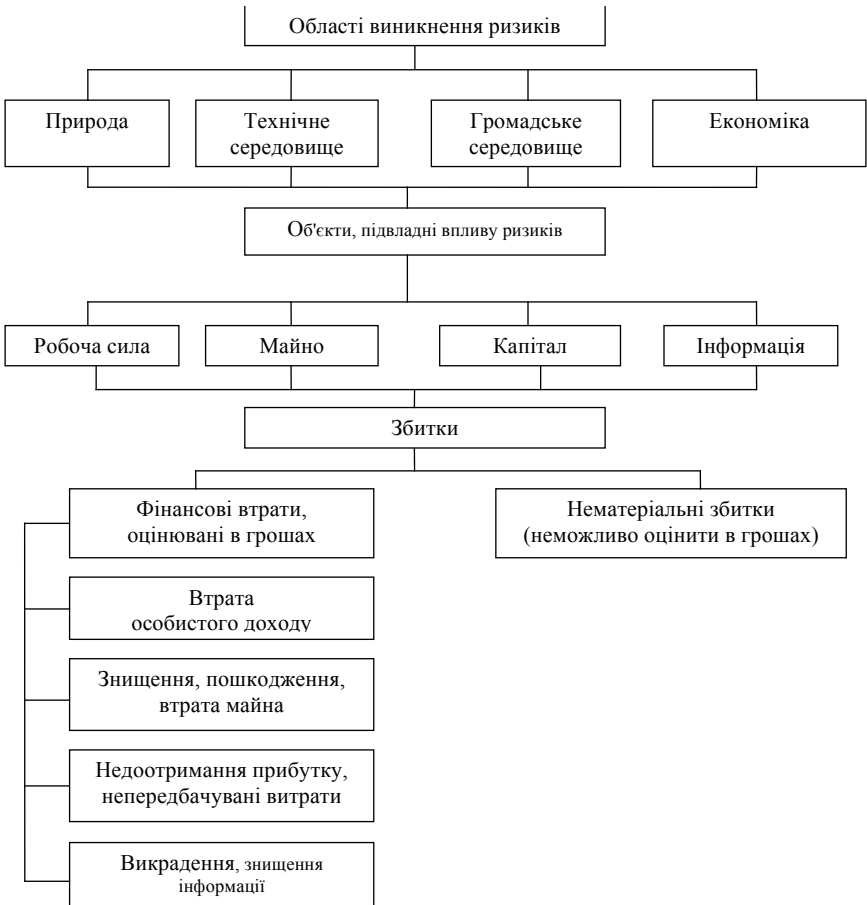 Області виникнення ризиків
Природа
Технічне
середовище
Громадське
середовище
Економіка
Об'єкти, підвладні впливу ризиків
Робоча сила
Майно
Капітал
Інформація
Збитки
Фінансові втрати,
оцінювані в грошах
Нематеріальні збитки
(неможливо оцінити в грошах)
Втрата
особистого доходу
Знищення, пошкодження,
втрата майна
Недоотримання прибутку,
непередбачувані витрати
Викрадення, знищення
інформації